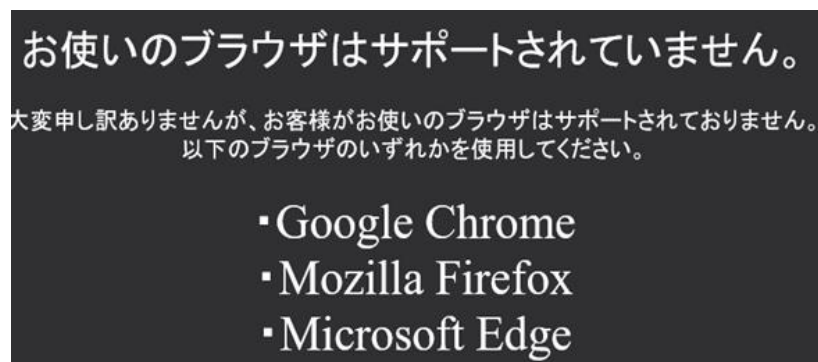 お使いのブラウザはサポートされていません。
大変申し訳ありませんが、お客様がお使いのブラウザはサポートされておりません。
以下のブラウザのいずれかを使用してください。
▪Google Chrome
▪Mozilla Firefox
▪Microsoft Edge